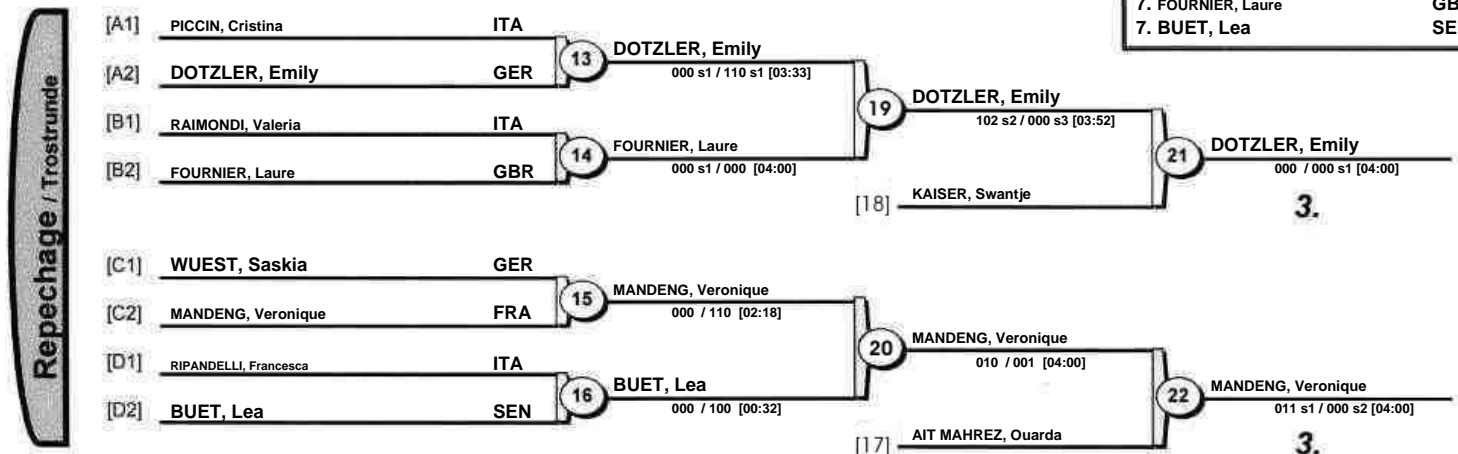 7. FOURNIER, Laure GB
7. BUET, Lea SE
Repechage / Trostrunde
[A1] PICCIN, Cristina ITA
[A2] DOTZLER, Emily GER
13 DOTZLER, Emily
000 s1 / 110 s1 [03:33]
[B1] RAIMONDI, Valeria ITA
[B2] FOURNIER, Laure GBR
14 FOURNIER, Laure
000 s1 / 000 [04:00]
19 DOTZLER, Emily
102 s2 / 000 s3 [03:52]
[18] KAISER, Swantje
21 DOTZLER, Emily
000 / 000 s1 [04:00]
3.
[C1] WUEST, Saskia GER
[C2] MANDENG, Veronique FRA
15 MANDENG, Veronique
000 / 110 [02:18]
[D1] RIPANDELLI, Francesca ITA
[D2] BUET, Lea SEN
16 BUET, Lea
000 / 100 [00:32]
20 MANDENG, Veronique
010 / 001 [04:00]
[17] AIT MAHREZ, Ouarda
22 MANDENG, Veronique
011 s1 / 000 s2 [04:00]
3.